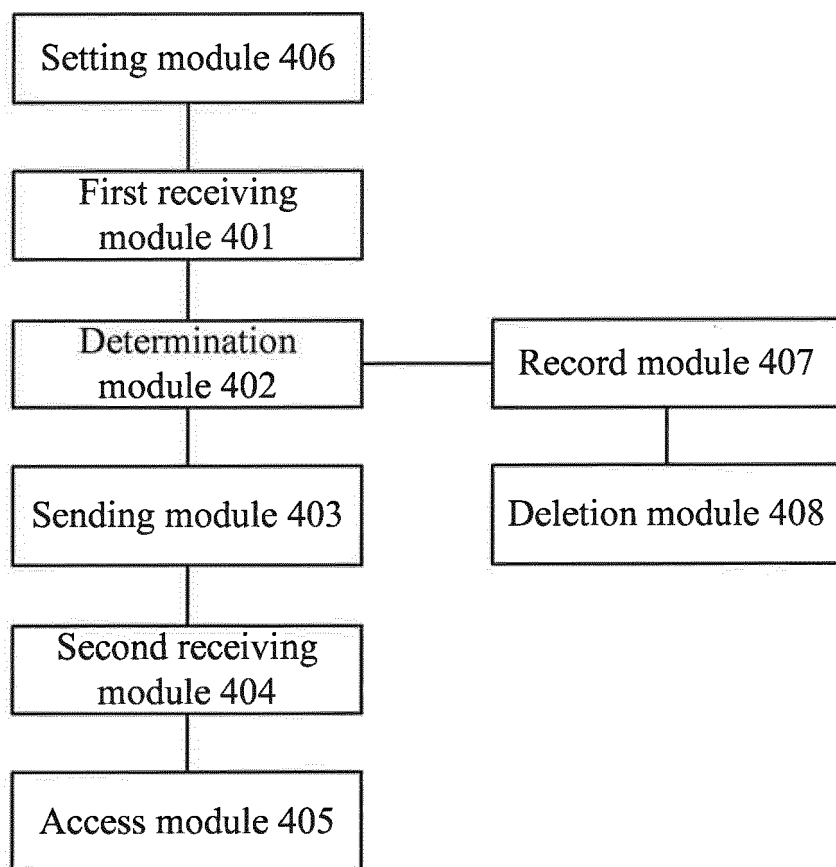 Setting module 406
First receiving
module 401
Determination
module 402
Record module 407
Sending module 403
Deletion module 408
Second receiving
module 404
Access module 405